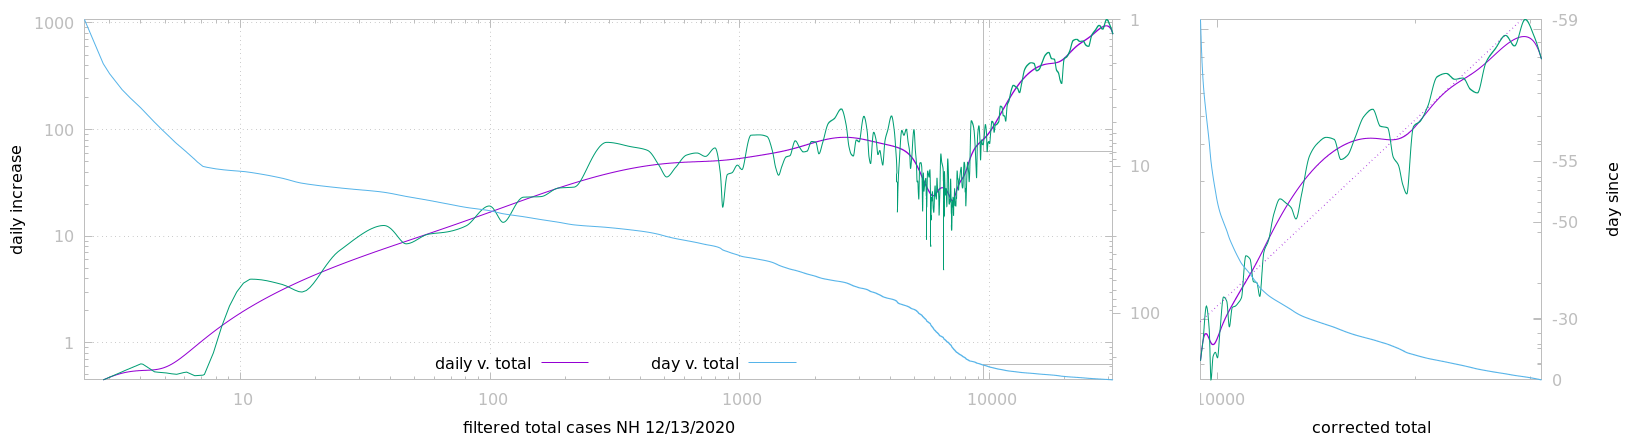 daily increase
1000
100
10
1
10
100
1000
10000
1
10
100
daily v. total
day v. total
filtered total cases NH 12/13/2020
-59
-55
-50
-30
0
10000
day since
corrected total